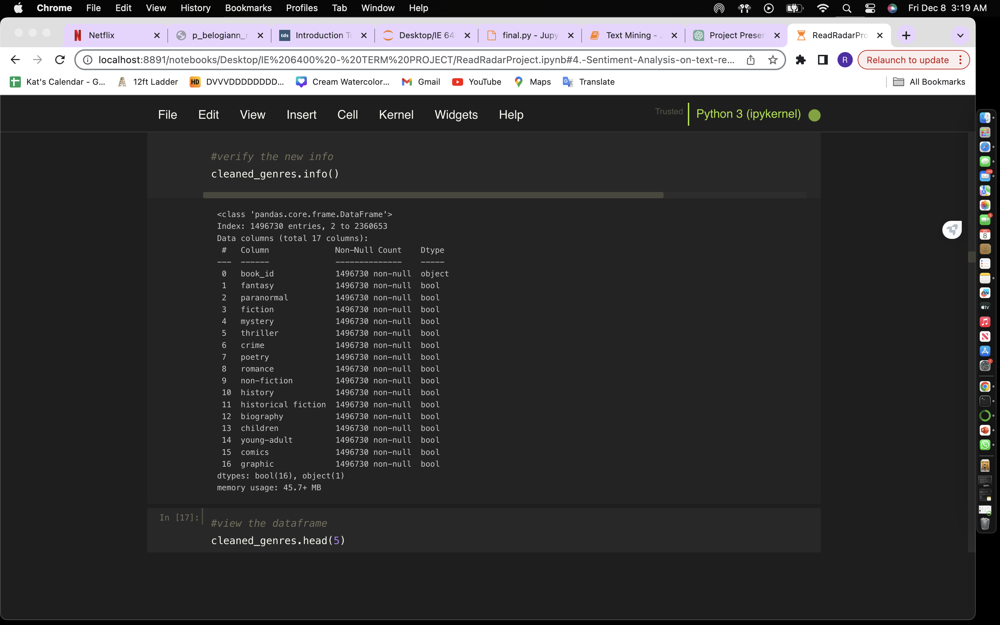 Chrome File Edit View History Bookmarks Profiles Tab Window Help Fri Dec 8 3:19 AM
Netflix p_belogiann_r tds Introduction To Desktop/IE 64 final.py - Jupy Text Mining - J Project Preser ReadRadarPro
localhost:8891/notebooks/Desktop/IE%206400%20-%20TERM%20PROJECT/ReadRadarProject.ipynb#4.-Sentiment-Analysis-on-text-re... R Relaunch to update
Kat's Calendar - G... 12ft Ladder HD DVVVDDDDDDDD... Cream Watercolor... Gmail YouTube Maps Translate All Bookmarks
File Edit View Insert Cell Kernel Widgets Help Trusted Python 3 (ipykernel)
#verify the new info
cleaned_genres.info()
<class 'pandas.core.frame.DataFrame'>
Index: 1496730 entries, 2 to 2360653
Data columns (total 17 columns):
# Column Non-Null Count Dtype
--- ------ -------------- -----
0 book_id 1496730 non-null object
1 fantasy 1496730 non-null bool
2 paranormal 1496730 non-null bool
3 fiction 1496730 non-null bool
4 mystery 1496730 non-null bool
5 thriller 1496730 non-null bool
6 crime 1496730 non-null bool
7 poetry 1496730 non-null bool
8 romance 1496730 non-null bool
9 non-fiction 1496730 non-null bool
10 history 1496730 non-null bool
11 historical fiction 1496730 non-null bool
12 biography 1496730 non-null bool
13 children 1496730 non-null bool
14 young-adult 1496730 non-null bool
15 comics 1496730 non-null bool
16 graphic 1496730 non-null bool
dtypes: bool(16), object(1)
memory usage: 45.7+ MB
In [17]:
#view the dataframe
cleaned_genres.head(5)
1,312
3
DEC
8
tv
1